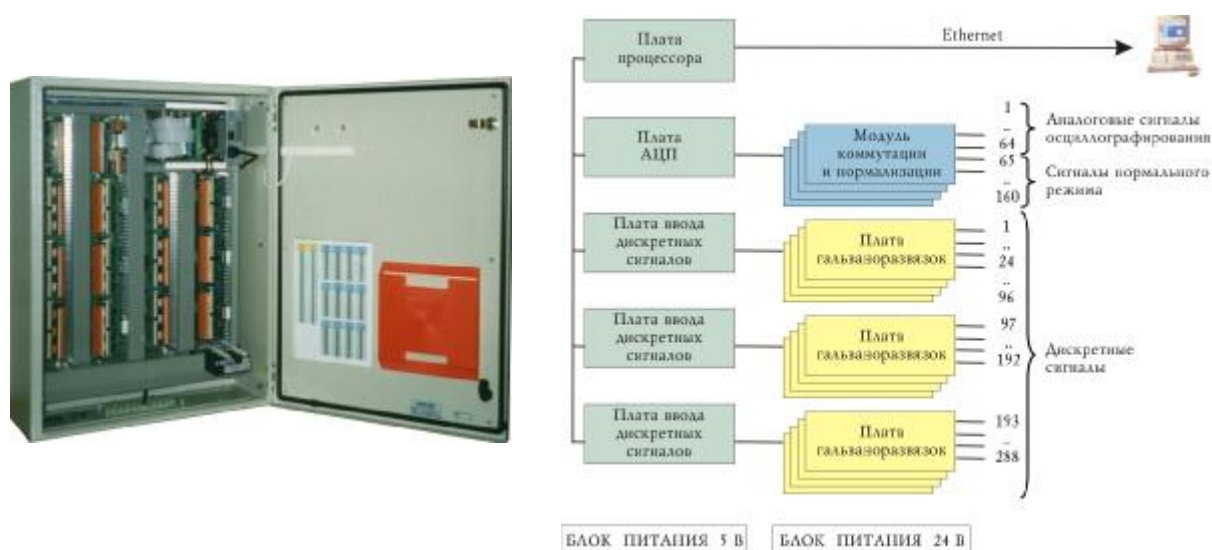 Плата
процессора
Ethernet
Плата
АЦП
Модуль
коммутации
и нормализации
1
..
64
65
..
160
Аналоговые сигналы
осциллографирования
Сигналы нормального
режима
Плата ввода
дискретных
сигналов
Плата
гальваноразвязок
1
..
24
..
96
Плата ввода
дискретных
сигналов
Плата
гальваноразвязок
97
..
192
Дискретные
сигналы
Плата ввода
дискретных
сигналов
Плата
гальваноразвязок
193
..
288
БЛОК ПИТАНИЯ 5 В
БЛОК ПИТАНИЯ 24 В